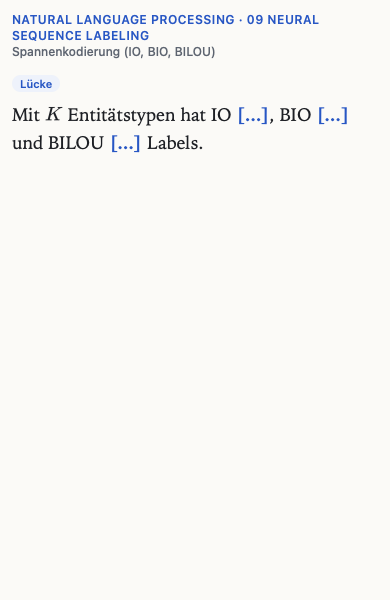 NATURAL LANGUAGE PROCESSING · 09 NEURAL
SEQUENCE LABELING
Spannenkodierung (IO, BIO, BILOU)
Lücke
Mit K Entitätstypen hat IO [...], BIO [...]
und BILOU [...] Labels.